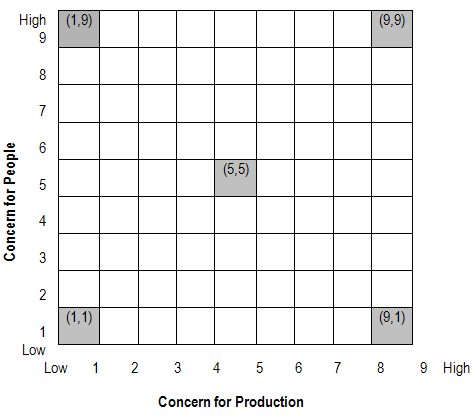 High
9
(1,9)
(9,9)
8
7
6
5
(5,5)
4
3
2
1
(1,1)
(9,1)
Low
Concern for People
Low 1 2 3 4 5 6 7 8 9 High
Concern for Production